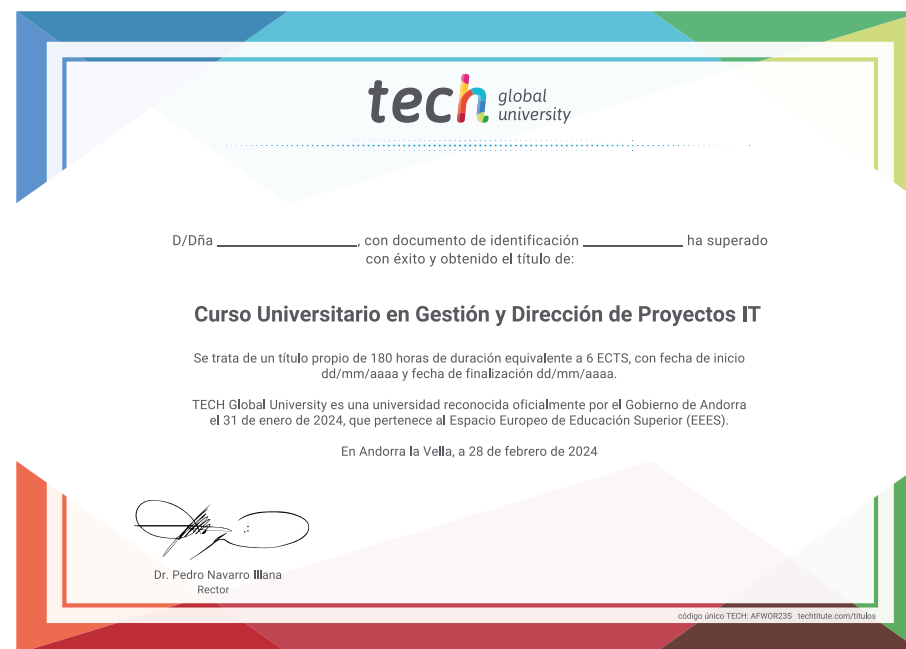 tech global
university
D/Dña ______________, con documento de identificación __________ ha superado
con éxito y obtenido el título de:
Curso Universitario en Gestión y Dirección de Proyectos IT
Se trata de un título propio de 180 horas de duración equivalente a 6 ECTS, con fecha de inicio
dd/mm/aaaa y fecha de finalización dd/mm/aaaa.
TECH Global University es una universidad reconocida oficialmente por el Gobierno de Andorra
el 31 de enero de 2024, que pertenece al Espacio Europeo de Educación Superior (EEES).
En Andorra la Vella, a 28 de febrero de 2024
Dr. Pedro Navarro Illana
Rector
código único TECH: AFWOR23S techtitute.com/titulos